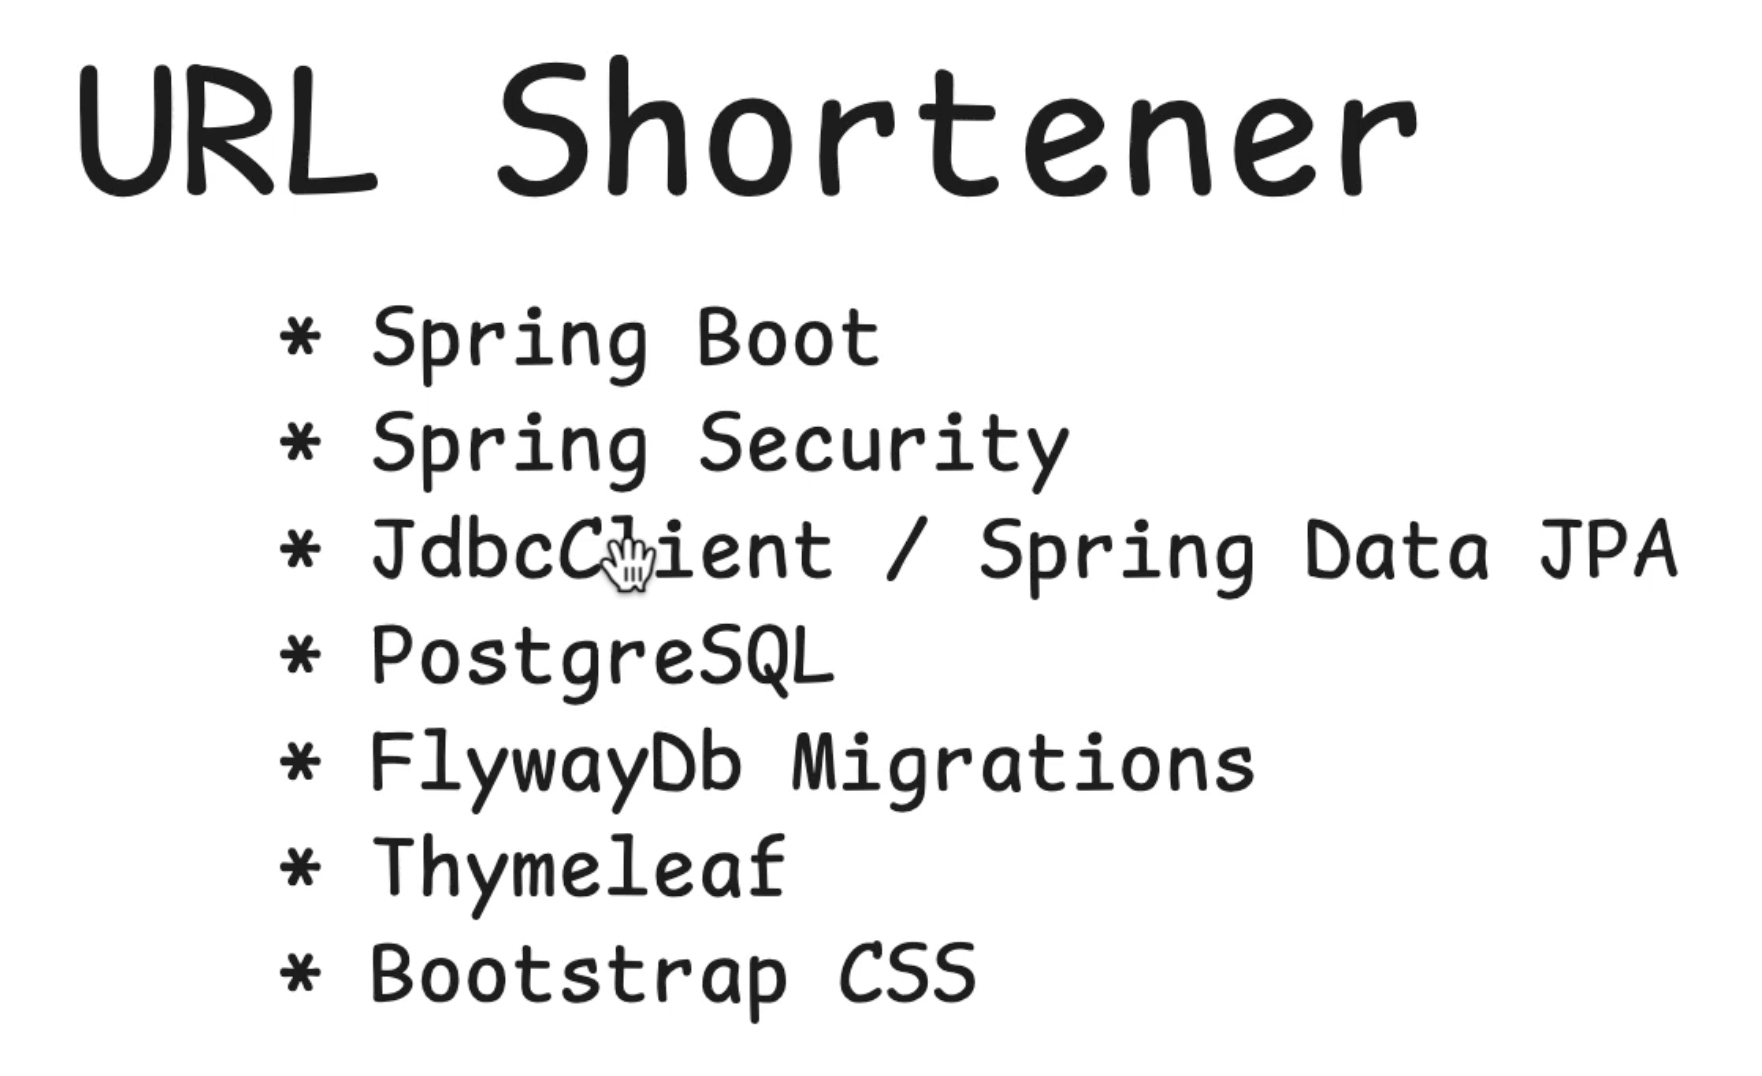 URL Shortener
* Spring Boot
* Spring Security
* JdbcClient / Spring Data JPA
* PostgreSQL
* FlywayDb Migrations
* Thymeleaf
* Bootstrap CSS